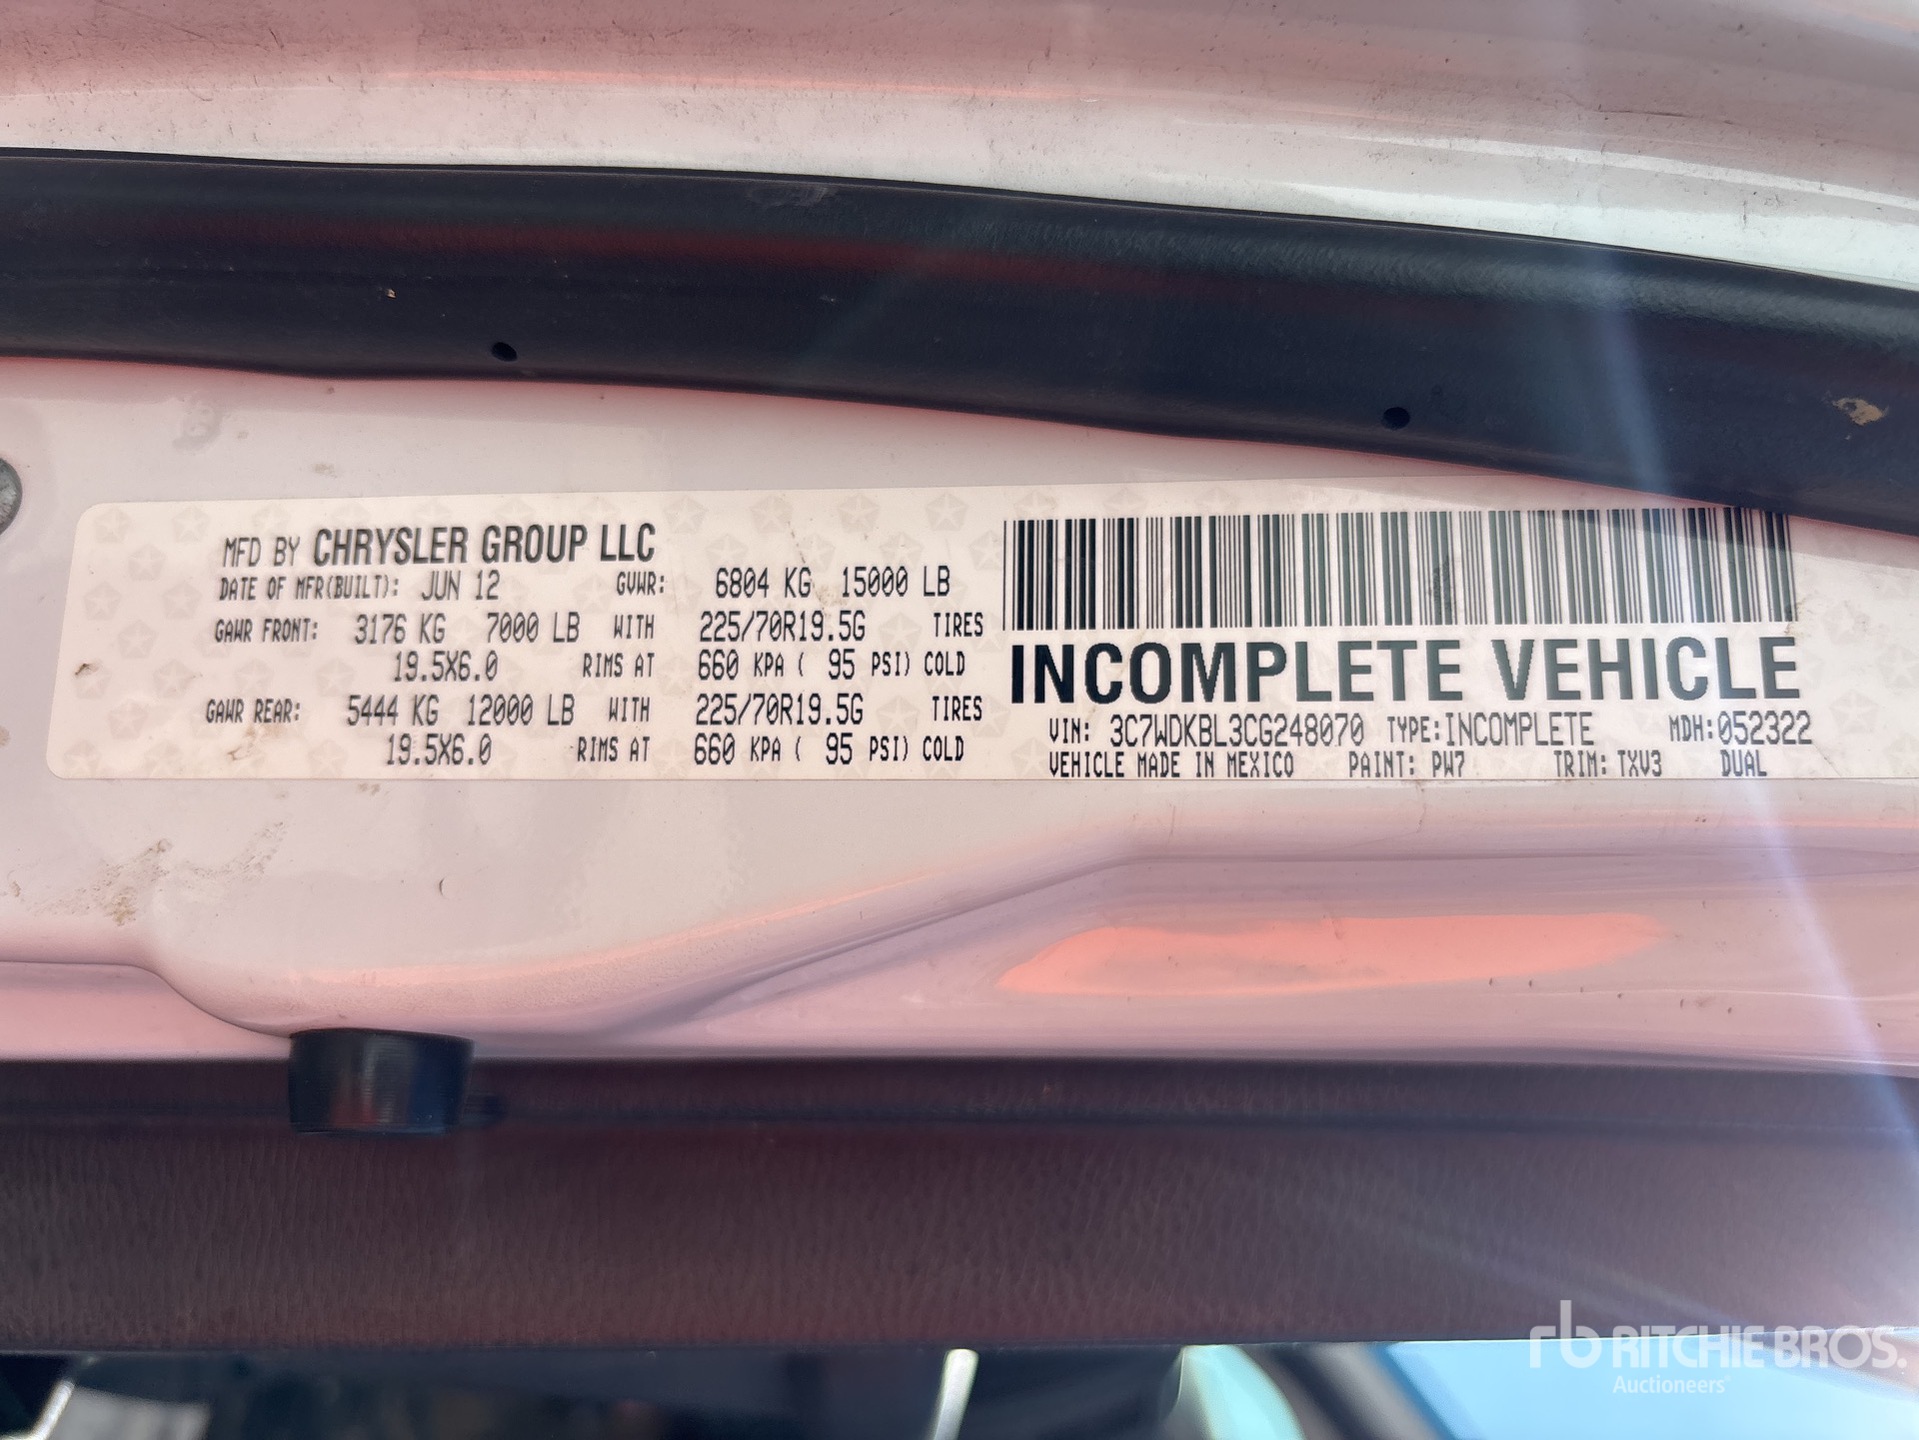 MFD BY CHRYSLER GROUP LLC
DATE OF MFR(BUILT): JUN 12 GVWR: 6804 KG 15000 LB
GAWR FRONT: 3176 KG 7000 LB WITH 225/70R19.5G TIRES
19.5X6.0 RIMS AT 660 KPA ( 95 PSI) COLD
GAWR REAR: 5444 KG 12000 LB WITH 225/70R19.5G TIRES
19.5X6.0 RIMS AT 660 KPA ( 95 PSI) COLD
INCOMPLETE VEHICLE
VIN: 3C7WDKBL3CG248070 TYPE:INCOMPLETE MDH:052322
VEHICLE MADE IN MEXICO PAINT: PW7 TRIM: TXV3 DUAL
rb RITCHIE BROS.
Auctioneers